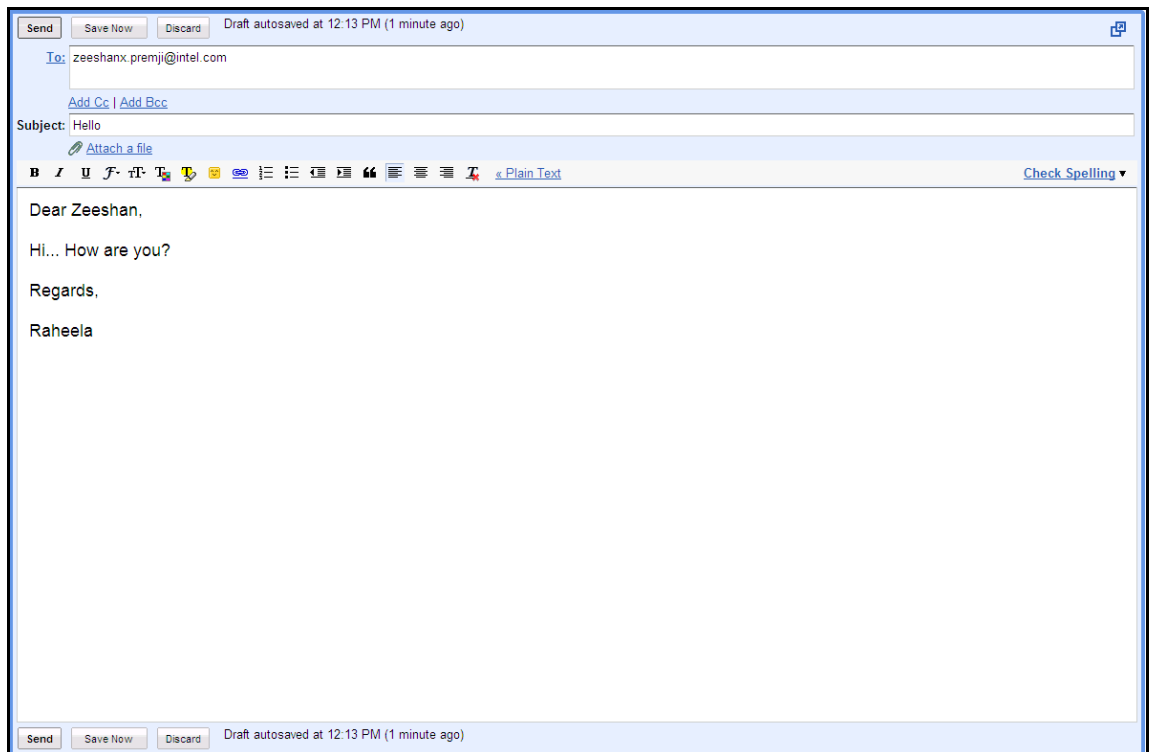 Send Save Now Discard Draft autosaved at 12:13 PM (1 minute ago)
To: zeeshanx.premji@intel.com
Add Cc | Add Bcc
Subject: Hello
Attach a file
B I U F T T T « Plain Text Check Spelling ▼
Dear Zeeshan,
Hi... How are you?
Regards,
Raheela
Send Save Now Discard Draft autosaved at 12:13 PM (1 minute ago)